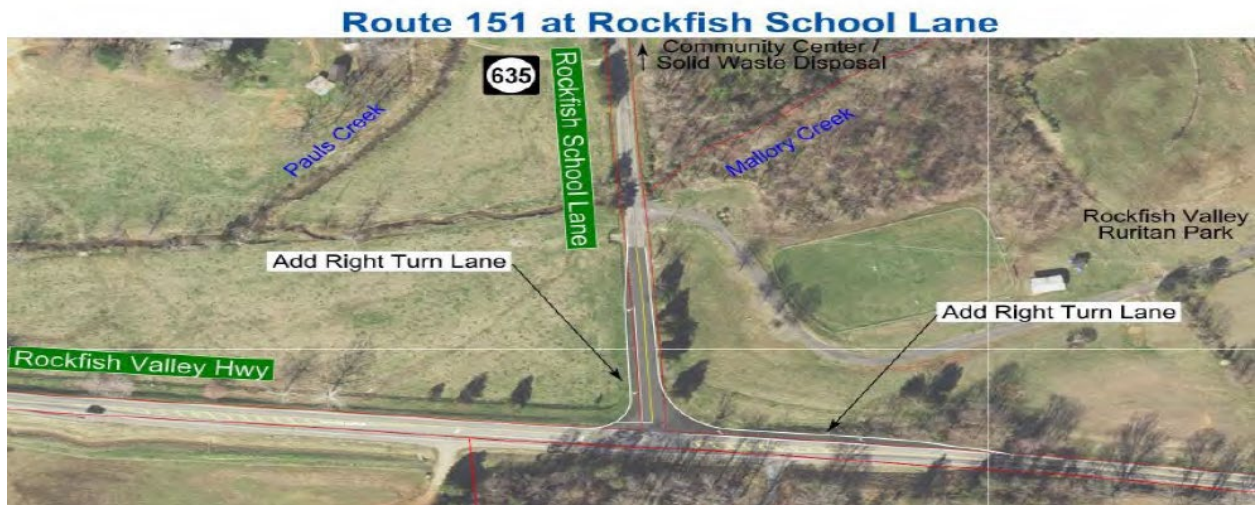 Route 151 at Rockfish School Lane
635
Rockfish School Lane
↑ Community Center /
Solid Waste Disposal
Pauls Creek
Mallory Creek
Rockfish Valley
Ruritan Park
Add Right Turn Lane
Add Right Turn Lane
Rockfish Valley Hwy